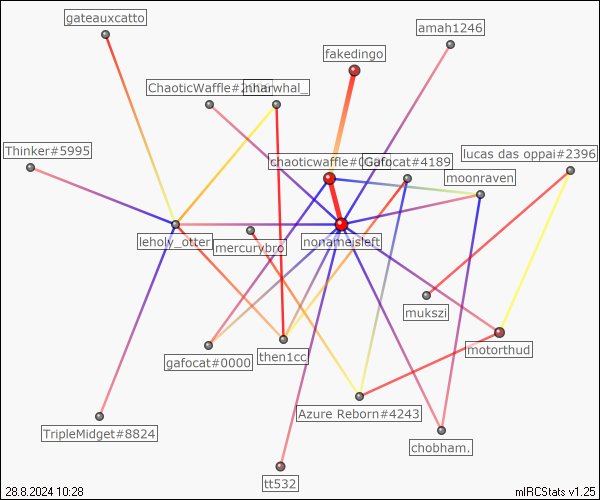 gateauxcatto
amah1246
fakedingo
ChaoticWaffle#2
nharwhal_
Thinker#5995
lucas das oppai#2396
chaoticwaffle#0
Gafocat#4189
moonraven
leholy_otter
nonameisleft
mercurybro
mukszi
motorthud
then1cc
gafocat#0000
Azure Reborn#4243
TripleMidget#8824
chobham.
tt532
28.8.2024 10:28
mIRCStats v1.25